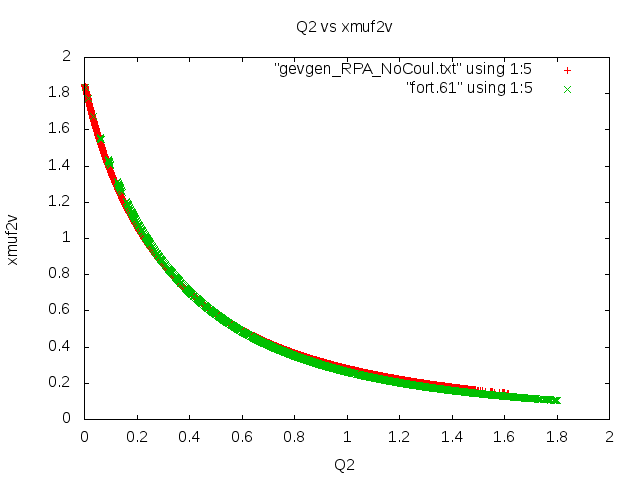 Q2 vs xmuf2v
"gevgen_RPA_NoCoul.txt" using 1:5
"fort.61" using 1:5
2
1.8
1.6
1.4
1.2
1
0.8
0.6
0.4
0.2
0
xmuf2v
0 0.2 0.4 0.6 0.8 1 1.2 1.4 1.6 1.8 2
Q2